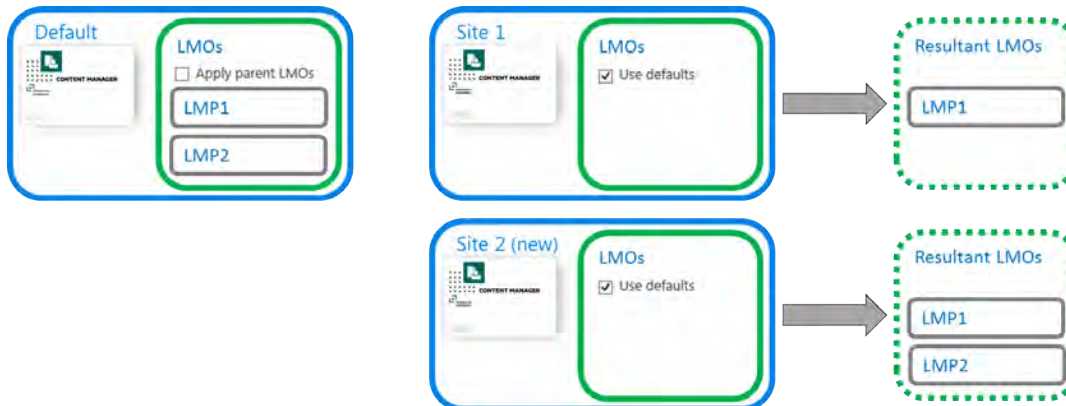 Default
CONTENT MANAGER
LMOs
Apply parent LMOs
LMP1
LMP2
Site 1
CONTENT MANAGER
LMOs
Use defaults
Resultant LMOs
LMP1
Site 2 (new)
CONTENT MANAGER
LMOs
Use defaults
Resultant LMOs
LMP1
LMP2